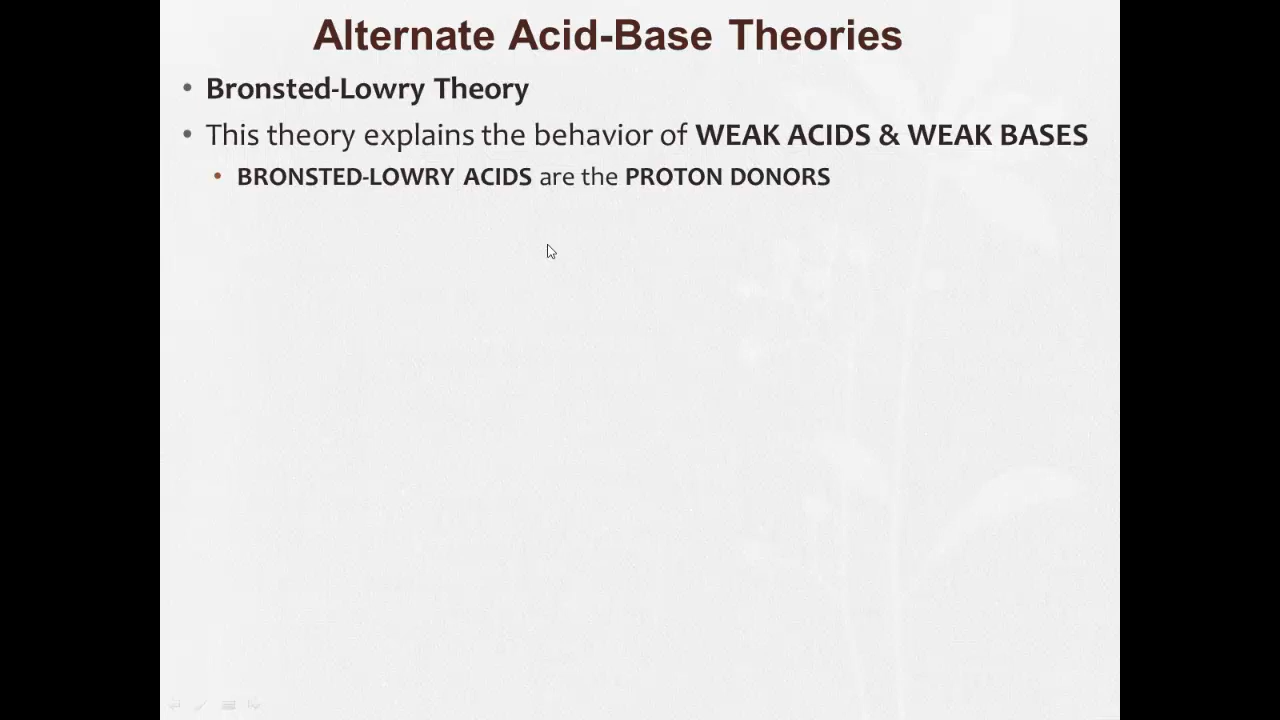 Alternate Acid-Base Theories
• Bronsted-Lowry Theory
• This theory explains the behavior of WEAK ACIDS & WEAK BASES
• BRONSTED-LOWRY ACIDS are the PROTON DONORS